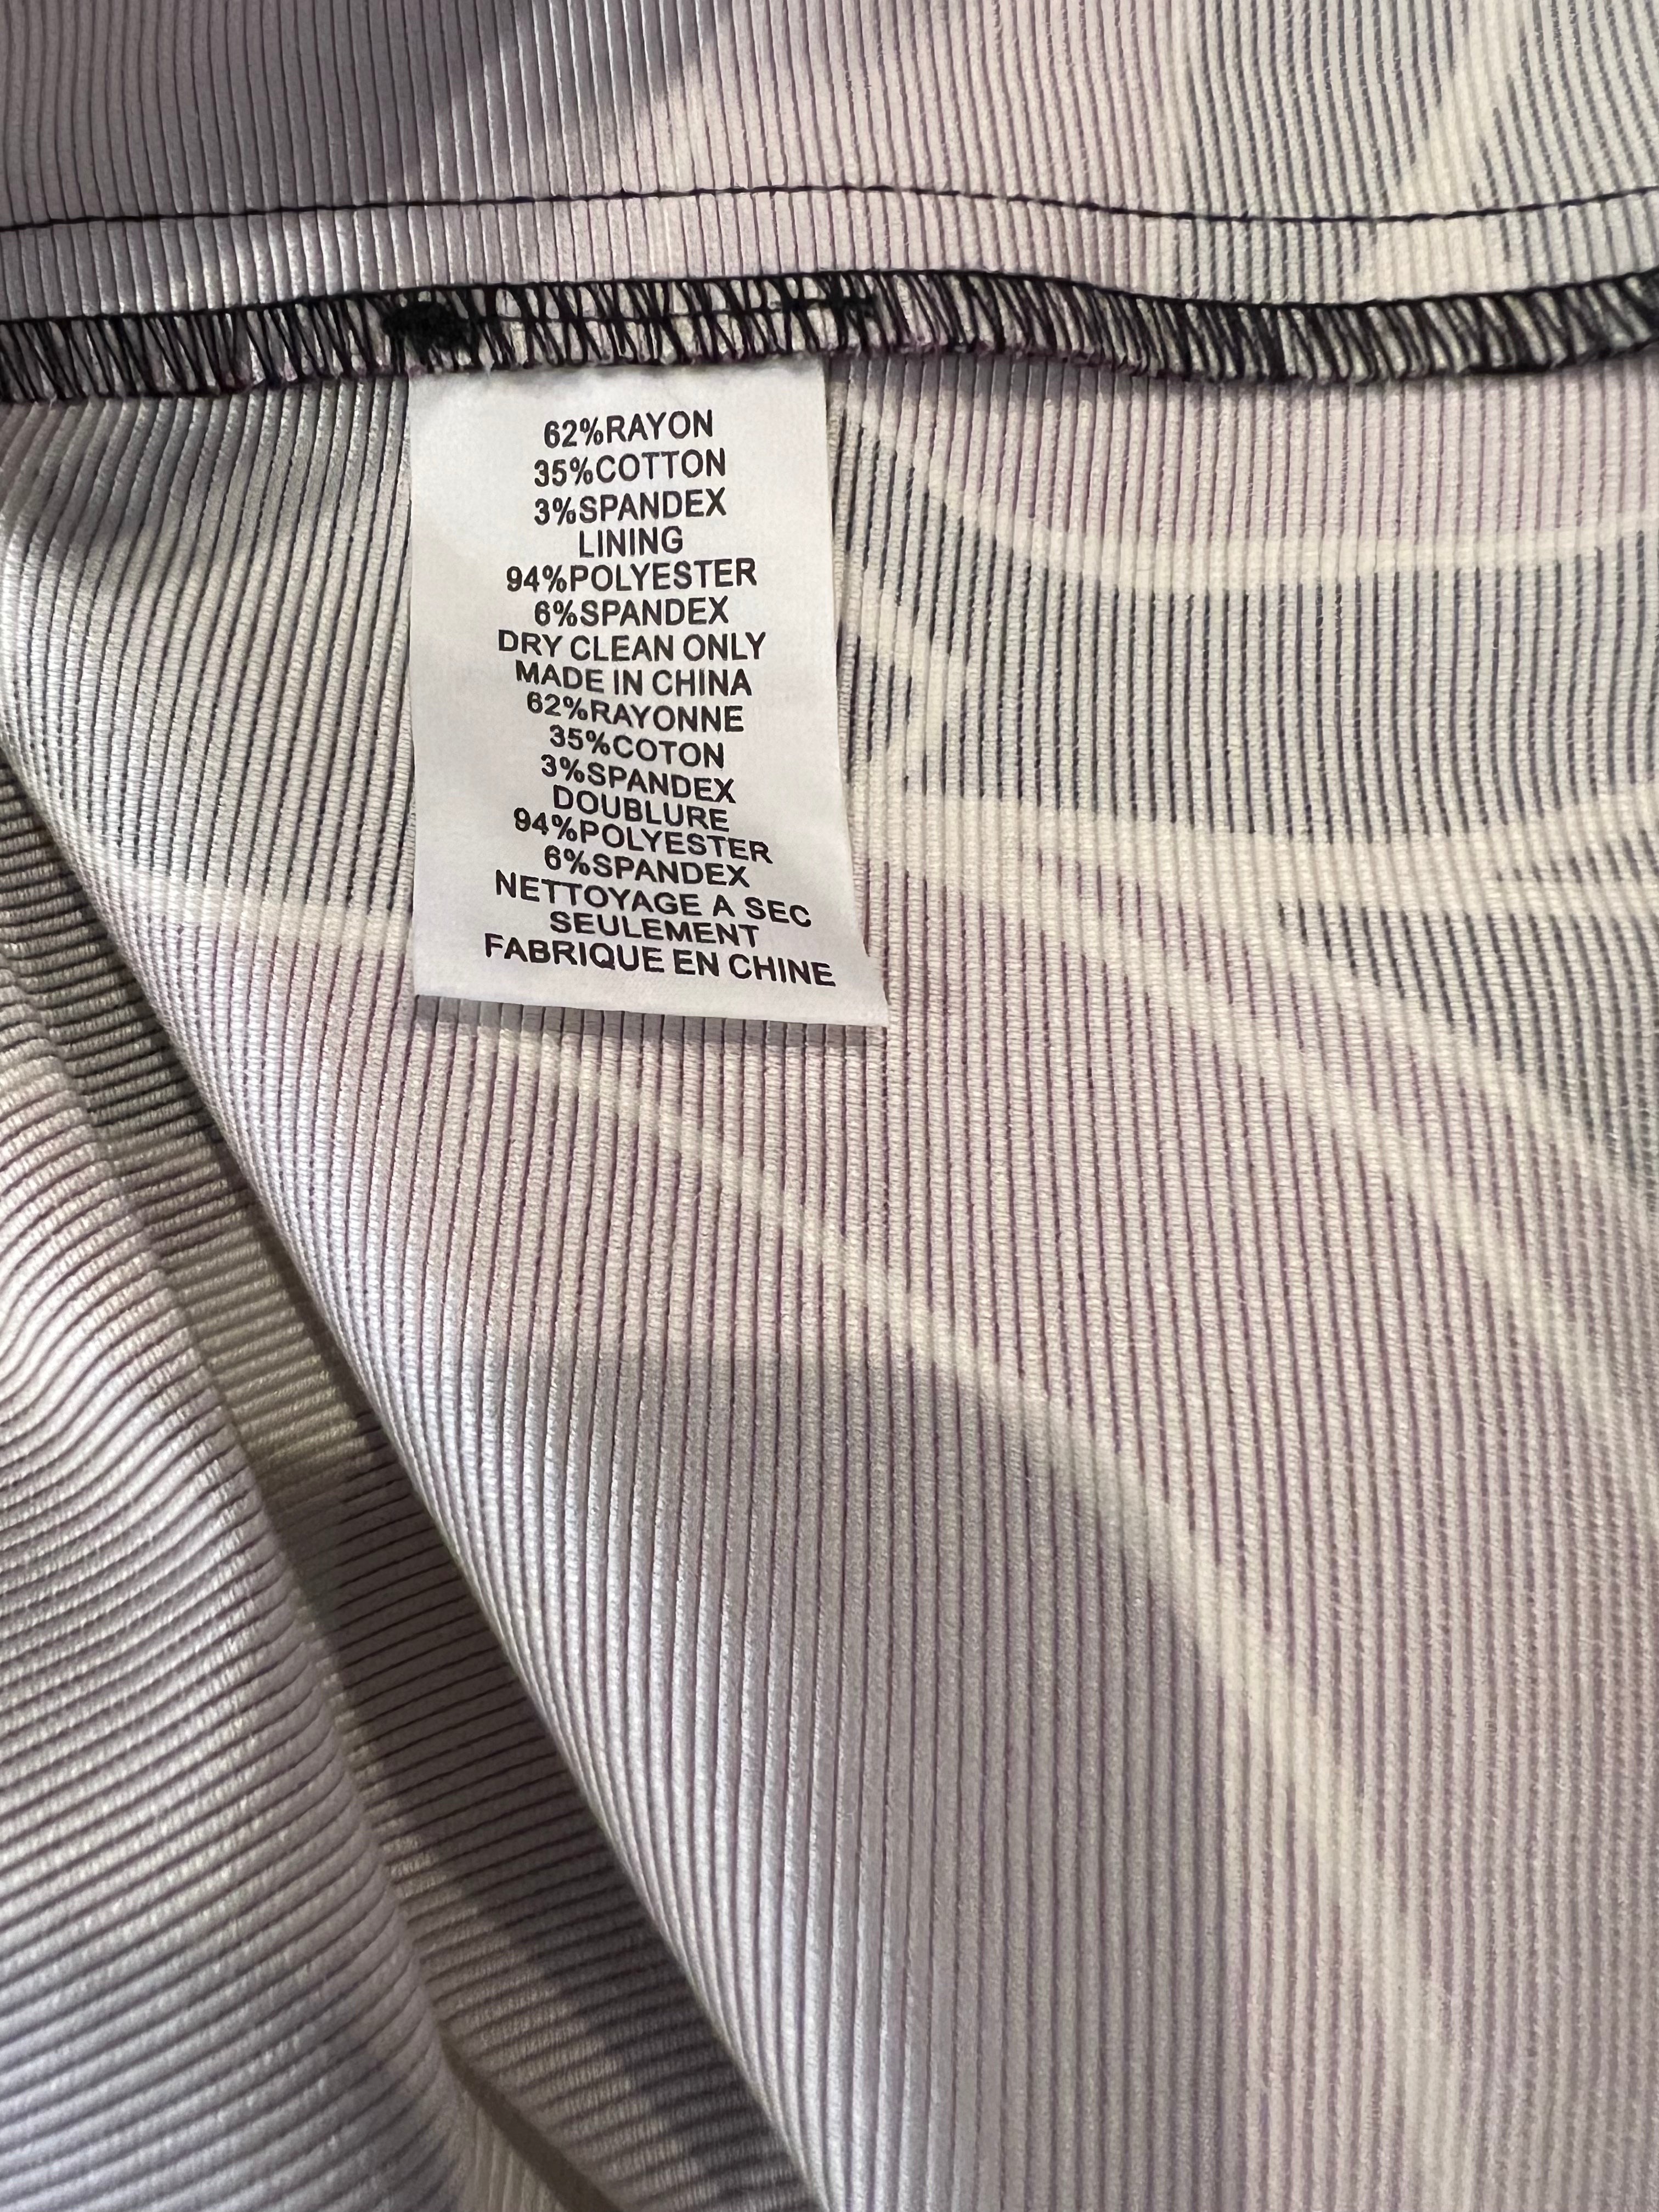 62%RAYON
35%COTTON
3%SPANDEX
LINING
94%POLYESTER
6%SPANDEX
DRY CLEAN ONLY
MADE IN CHINA
62%RAYONNE
35%COTON
3%SPANDEX
DOUBLURE
94%POLYESTER
6%SPANDEX
NETTOYAGE A SEC
SEULEMENT
FABRIQUE EN CHINE